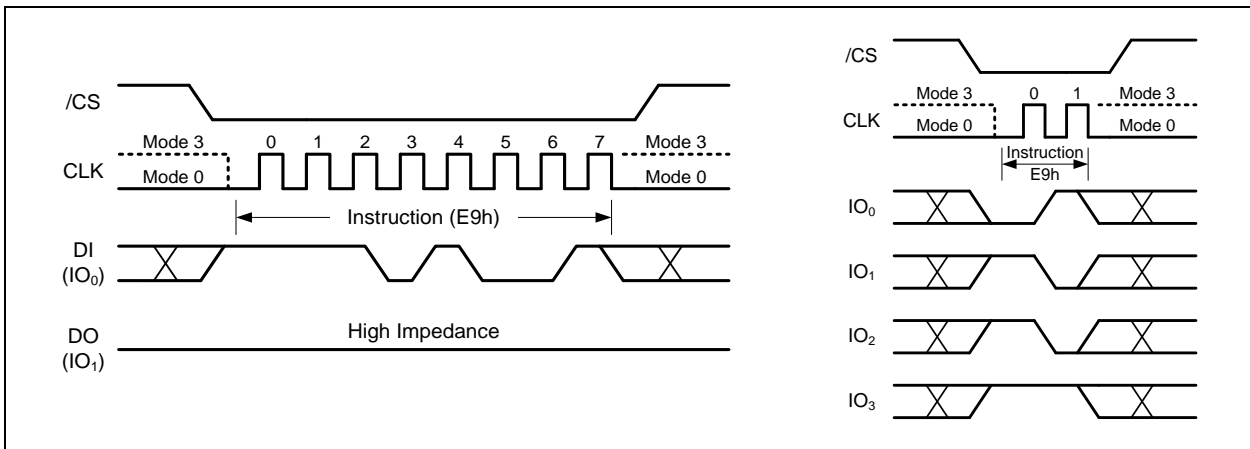 /CS
Mode 3 0 1 2 3 4 5 6 7 Mode 3
CLK
Mode 0 Mode 0
Instruction (E9h)
DI
(IO₀)
High Impedance
DO
(IO₁)
/CS
Mode 3 0 1 Mode 3
CLK
Mode 0 Mode 0
Instruction
E9h
IO₀
IO₁
IO₂
IO₃